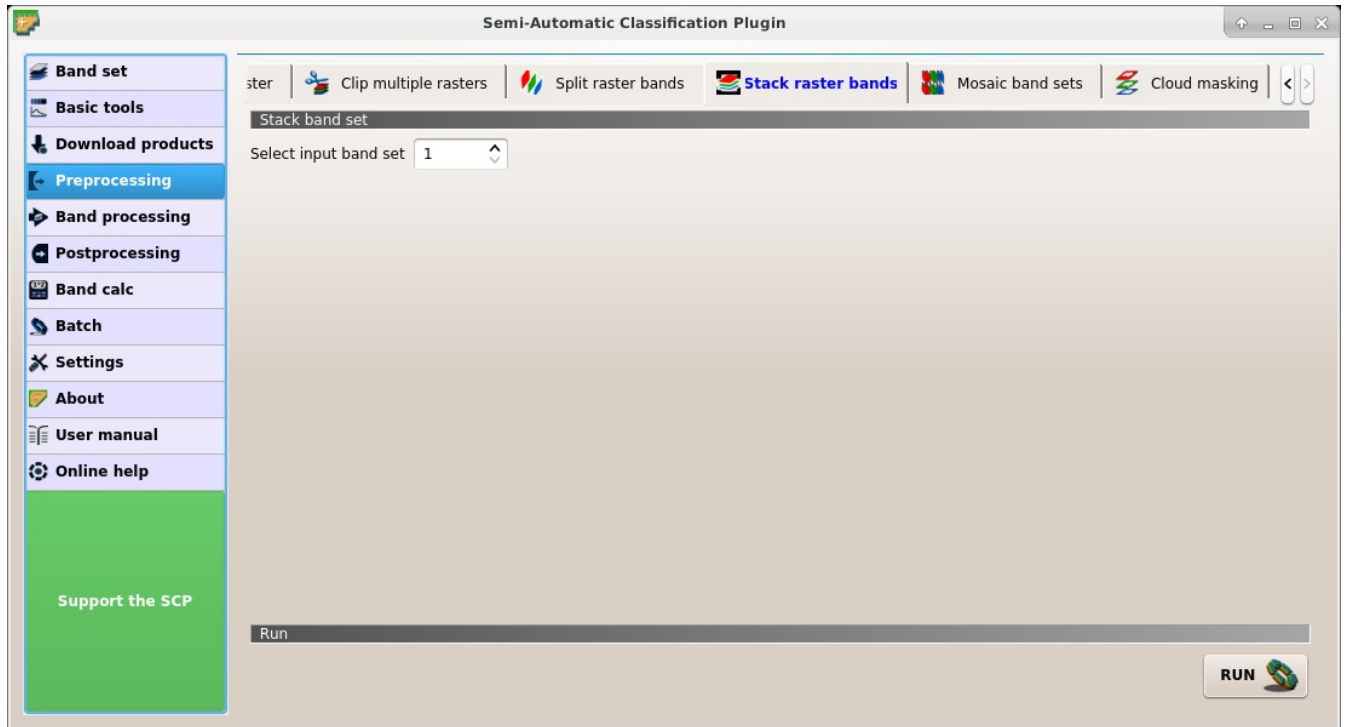 Semi-Automatic Classification Plugin
Band set
Basic tools
Download products
Preprocessing
Band processing
Postprocessing
Band calc
Batch
Settings
About
User manual
Online help
Support the SCP
ster Clip multiple rasters Split raster bands Stack raster bands Mosaic band sets Cloud masking < >
Stack band set
Select input band set 1
Run
RUN